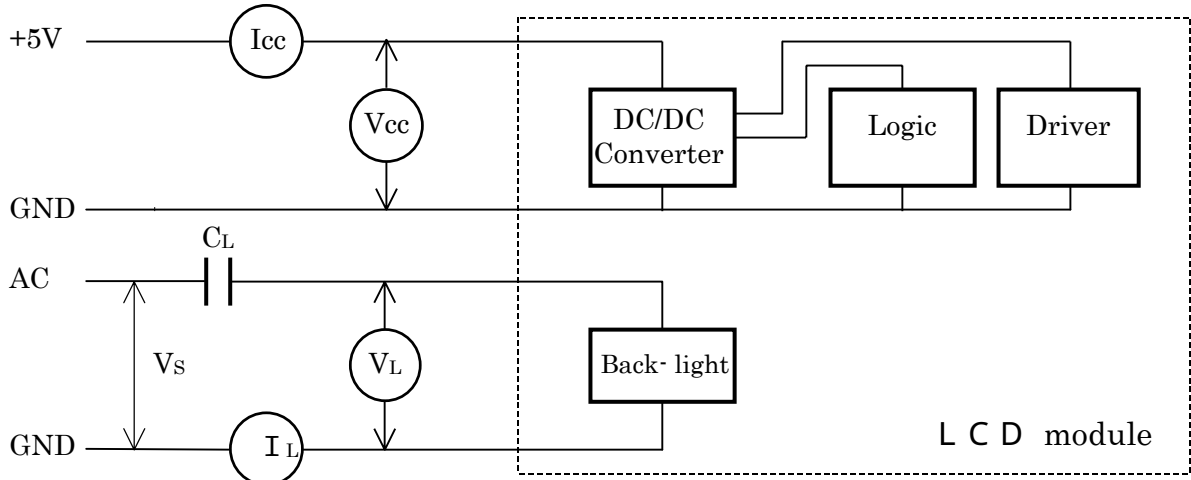 +5V
Icc
Vcc
DC/DC
Converter
Logic
Driver
GND
CL
AC
VS
VL
Back- light
GND
IL
LCD module